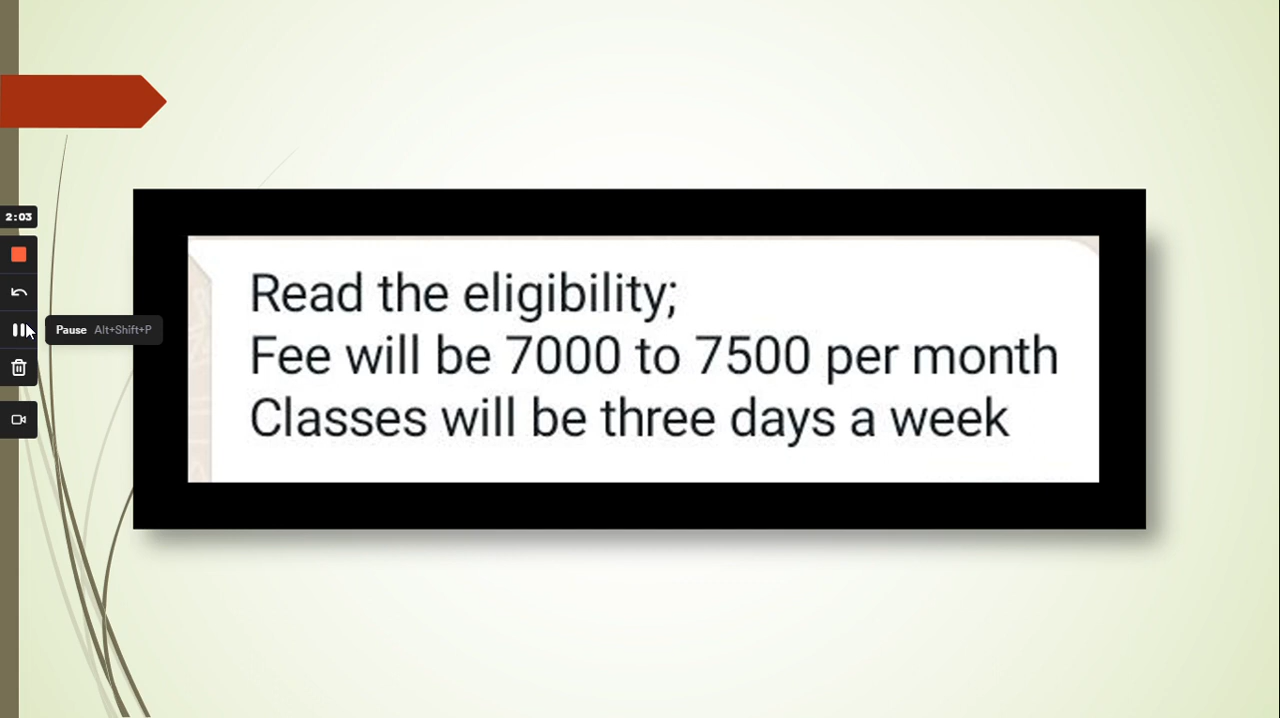 2:03
Pause Alt+Shift+P
Read the eligibility;
Fee will be 7000 to 7500 per month
Classes will be three days a week